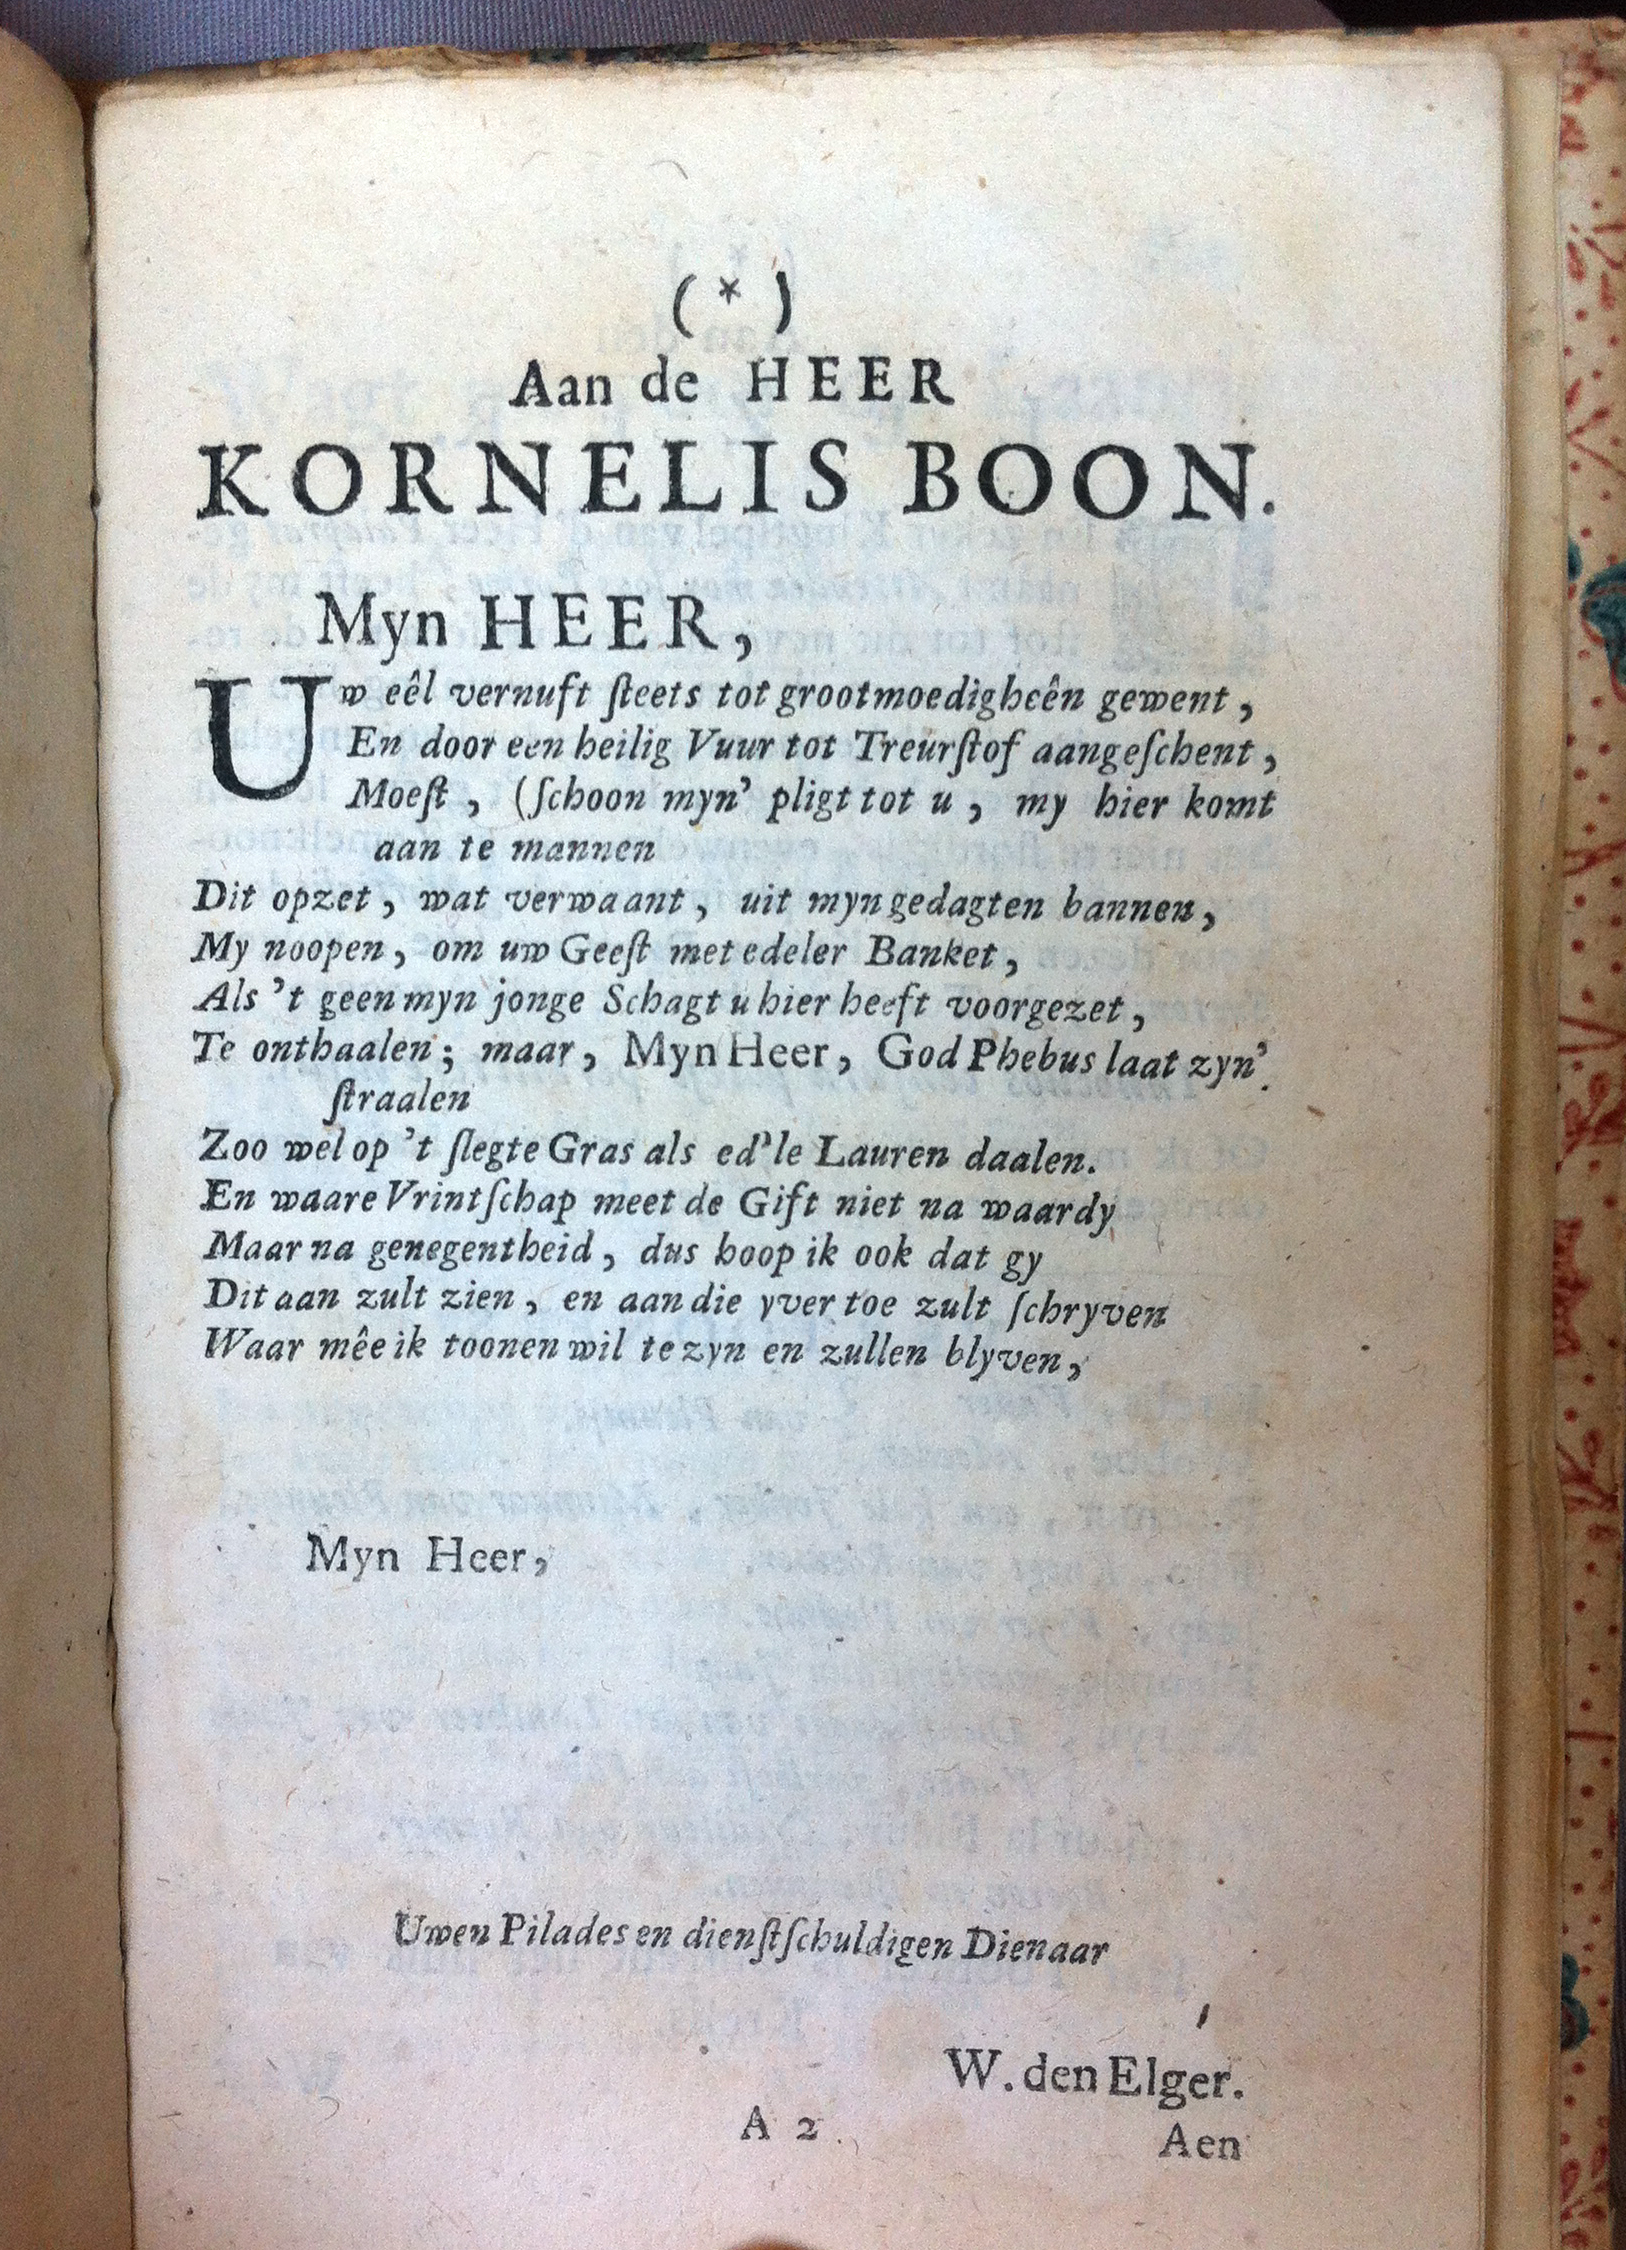 ( * )
Aan de HEER
KORNELIS BOON.
Myn HEER,
Uw eêl vernuft ſteets tot grootmoedigheên gewent,
En door een heilig Vuur tot Treurſtof aangeſchent,
Moeſt, (ſchoon myn’ pligt tot u, my hier komt
aan te mannen
Dit opzet, wat verwaant, uit myn gedagten bannen,
My noopen, om uw Geeſt met edeler Banket,
Als ’t geen myn jonge Schagt u hier heeft voorgezet,
Te onthaalen; maar, Myn Heer, God Phebus laat zyn’
ſtraalen
Zoo wel op ’t ſlegte Gras als ed’le Lauren daalen.
En waare Vrintſchap meet de Gift niet na waardy
Maar na genegentheid, dus hoop ik ook dat gy
Dit aan zult zien, en aan die yver toe zult ſchryven
Waar mêe ik toonen wil te zyn en zullen blyven,
Myn Heer,
Uwen Pilades en dienſtſchuldigen Dienaar
W. den Elger.
A 2
Aen